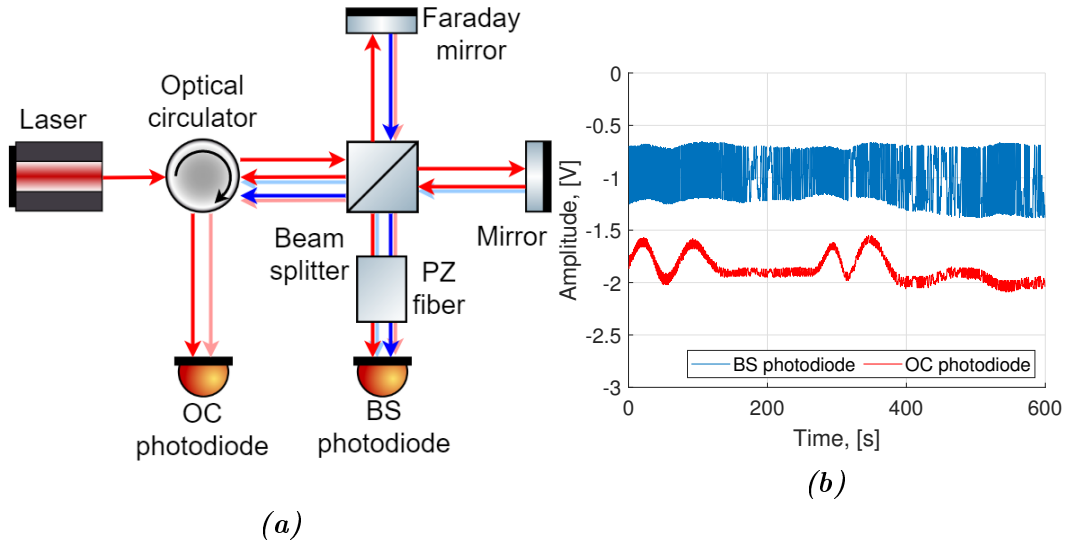 Faraday
mirror
Optical
circulator
Laser
Beam
splitter
PZ
fiber
Mirror
OC
photodiode
BS
photodiode
(a)
0
-0.5
-1
-1.5
-2
-2.5
-3
Amplitude, [V]
BS photodiode
OC photodiode
0
200
400
600
Time, [s]
(b)